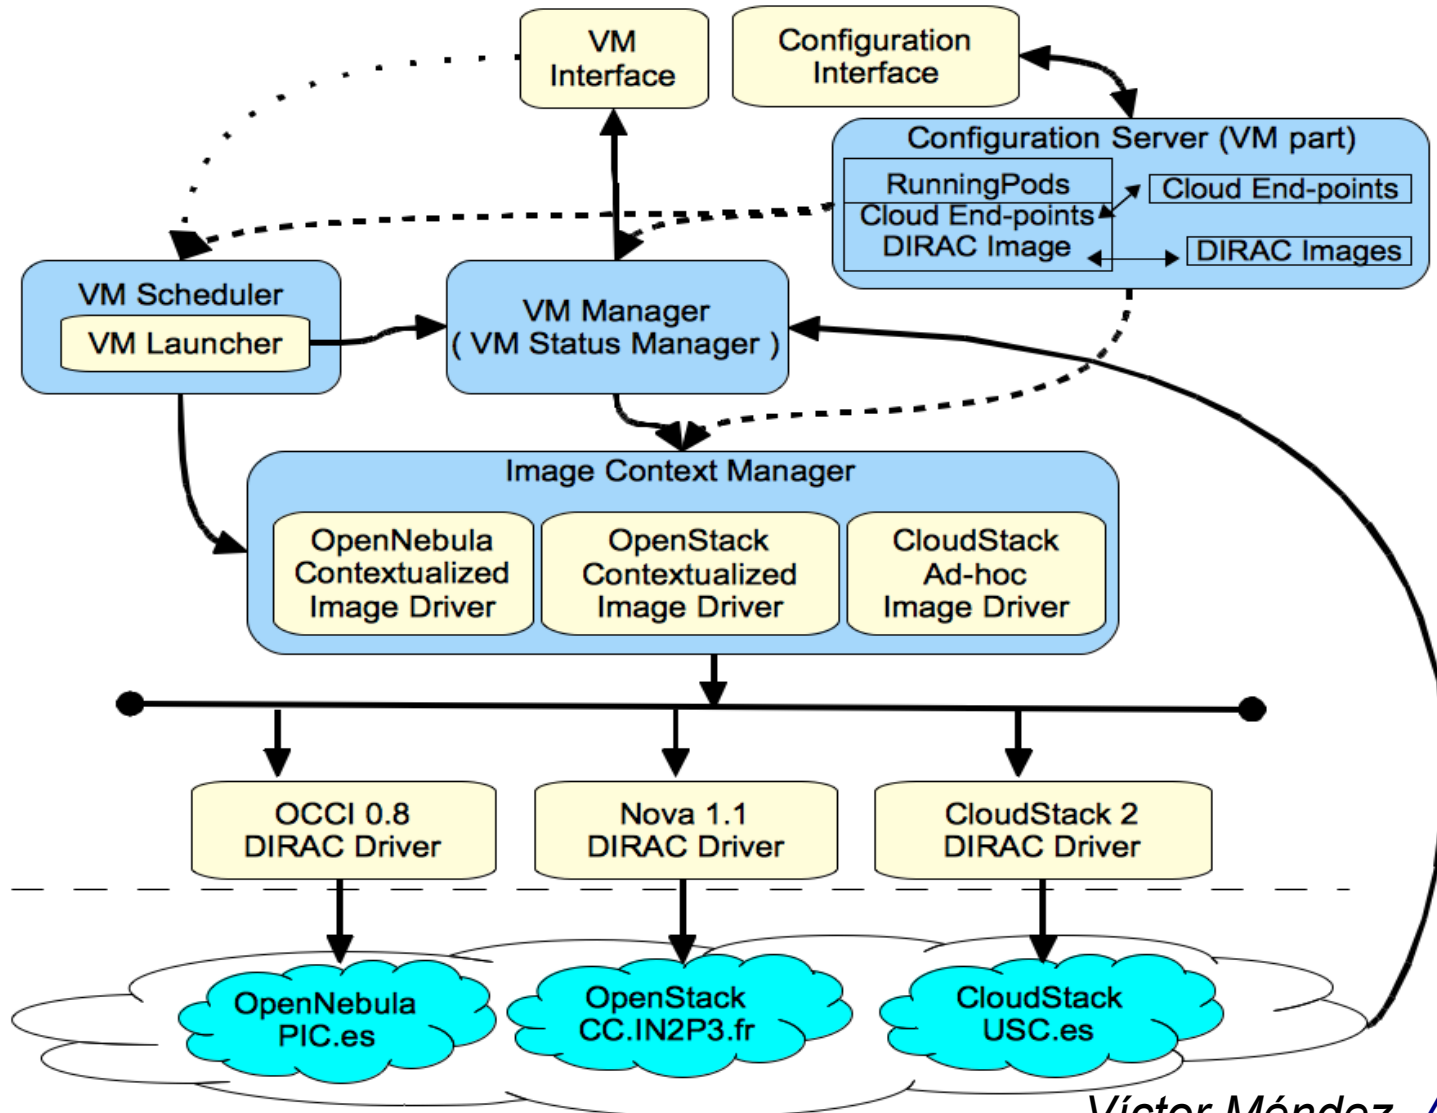 VM
Interface
Configuration
Interface
Configuration Server (VM part)
RunningPods
Cloud End-points
DIRAC Image
Cloud End-points
DIRAC Images
VM Scheduler
VM Launcher
VM Manager
( VM Status Manager )
Image Context Manager
OpenNebula
Contextualized
Image Driver
OpenStack
Contextualized
Image Driver
CloudStack
Ad-hoc
Image Driver
OCCI 0.8
DIRAC Driver
Nova 1.1
DIRAC Driver
CloudStack 2
DIRAC Driver
OpenNebula
PIC.es
OpenStack
CC.IN2P3.fr
CloudStack
USC.es
Víctor Méndez